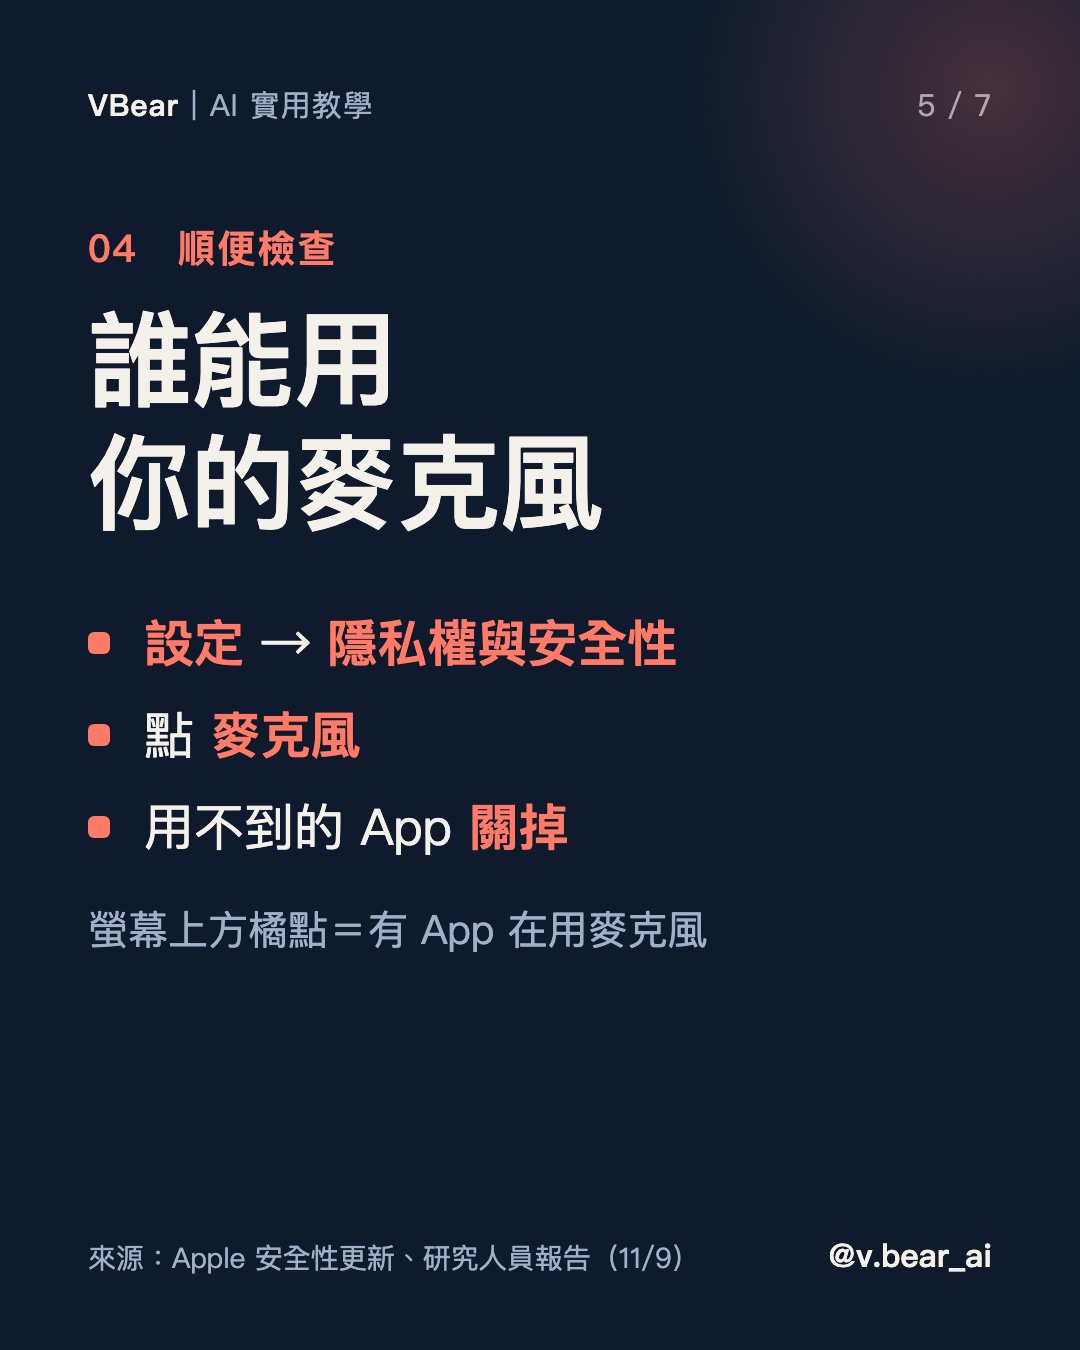 VBear | AI 實用教學
5 / 7
04 順便檢查
誰能用
你的麥克風
設定 → 隱私權與安全性
點 麥克風
用不到的 App 關掉
螢幕上方橘點＝有 App 在用麥克風
來源：Apple 安全性更新、研究人員報告（11/9）
@v.bear_ai